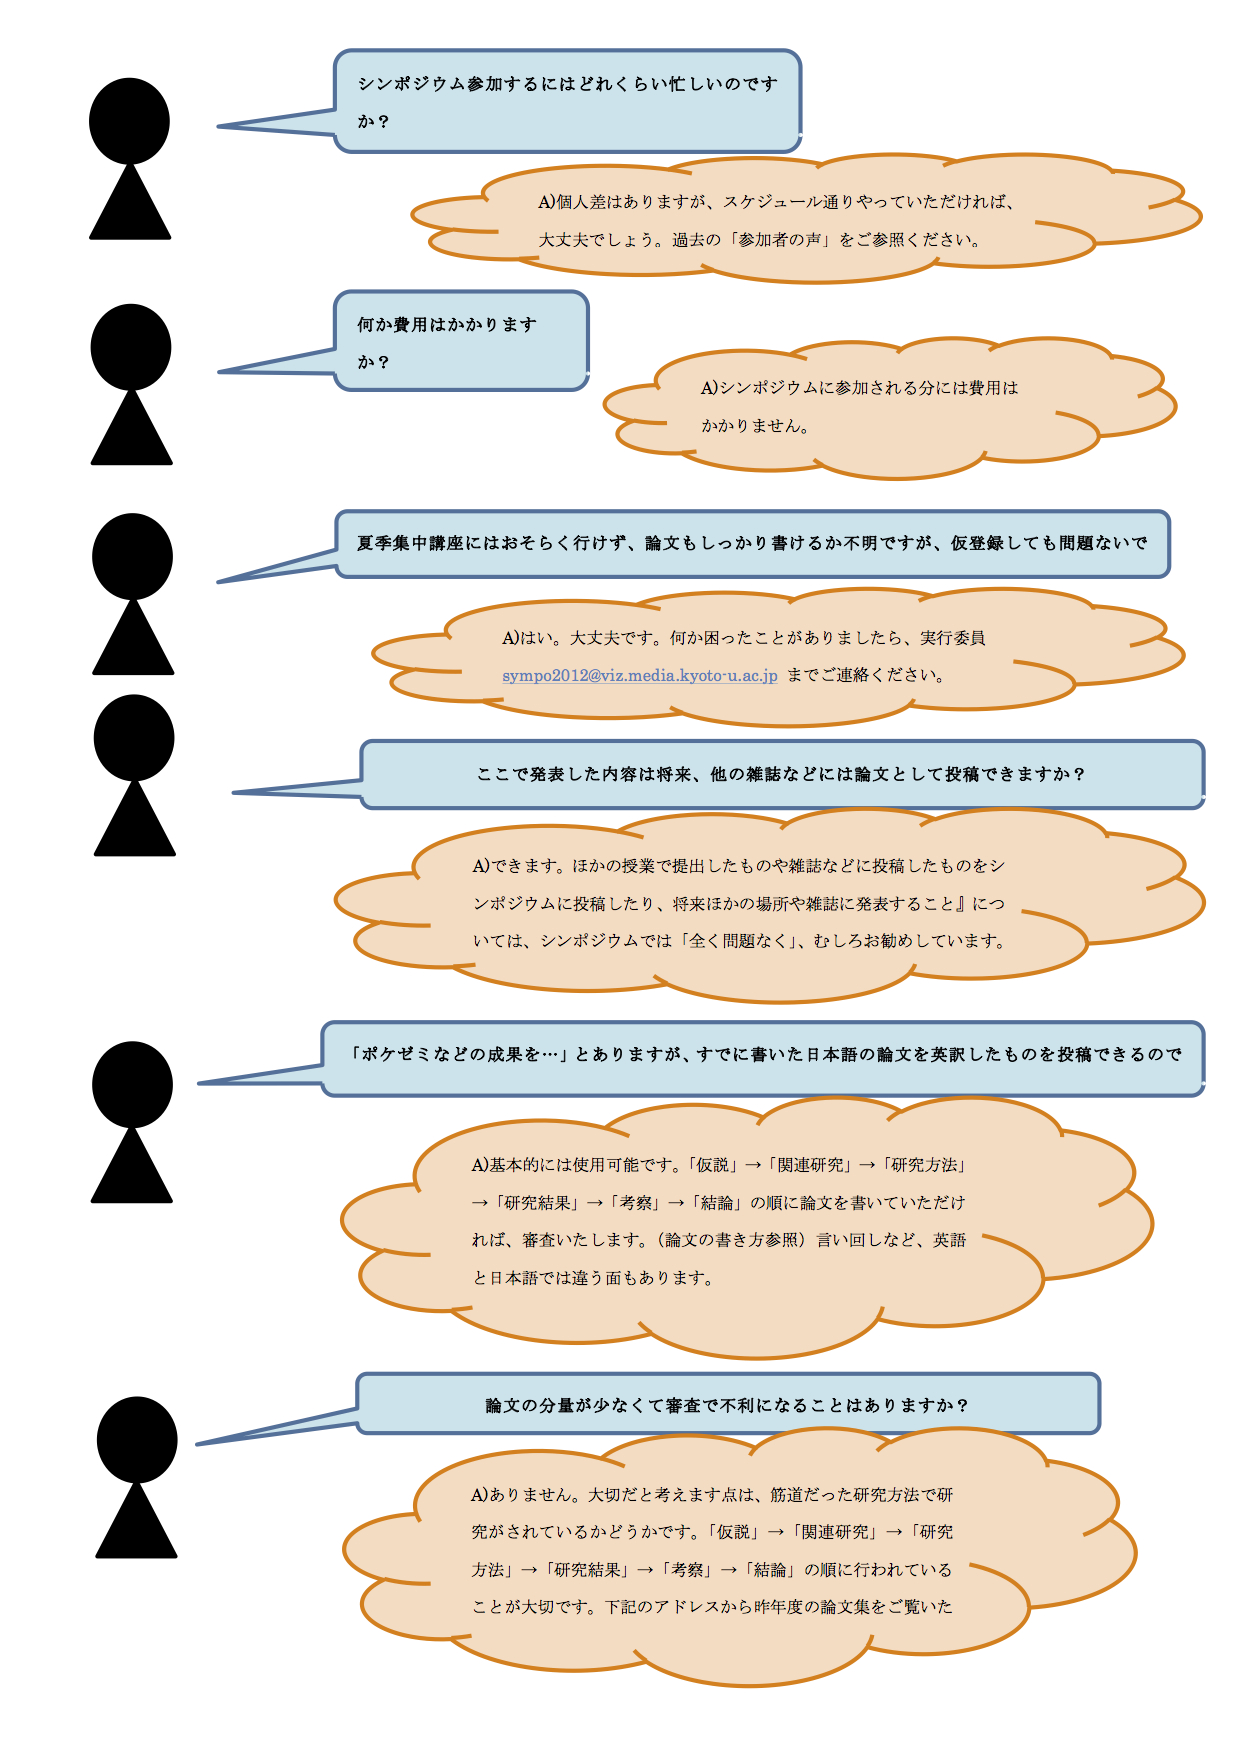 シンポジウム参加するにはどれくらい忙しいのです
か？
A)個人差はありますが、スケジュール通りやっていただければ、
大丈夫でしょう。過去の「参加者の声」をご参照ください。
何か費用はかかります
か？
A)シンポジウムに参加される分には費用は
かかりません。
夏季集中講座にはおそらく行けず、論文もしっかり書けるか不明ですが、仮登録しても問題ないで
A)はい。大丈夫です。何か困ったことがありましたら、実行委員
sympo2012@viz.media.kyoto-u.ac.jp までご連絡ください。
ここで発表した内容は将来、他の雑誌などには論文として投稿できますか？
A)できます。ほかの授業で提出したものや雑誌などに投稿したものをシ
ンポジウムに投稿したり、将来ほかの場所や雑誌に発表すること』につ
いては、シンポジウムでは「全く問題なく」、むしろお勧めしています。
「ポケゼミなどの成果を…」とありますが、すでに書いた日本語の論文を英訳したものを投稿できるので
A)基本的には使用可能です。「仮説」→「関連研究」→「研究方法」
→「研究結果」→「考察」→「結論」の順に論文を書いていただけ
れば、審査いたします。（論文の書き方参照）言い回しなど、英語
と日本語では違う面もあります。
論文の分量が少なくて審査で不利になることはありますか？
A)ありません。大切だと考えます点は、筋道だった研究方法で研
究がされているかどうかです。「仮説」→「関連研究」→「研究
方法」→「研究結果」→「考察」→「結論」の順に行われている
ことが大切です。下記のアドレスから昨年度の論文集をご覧いた